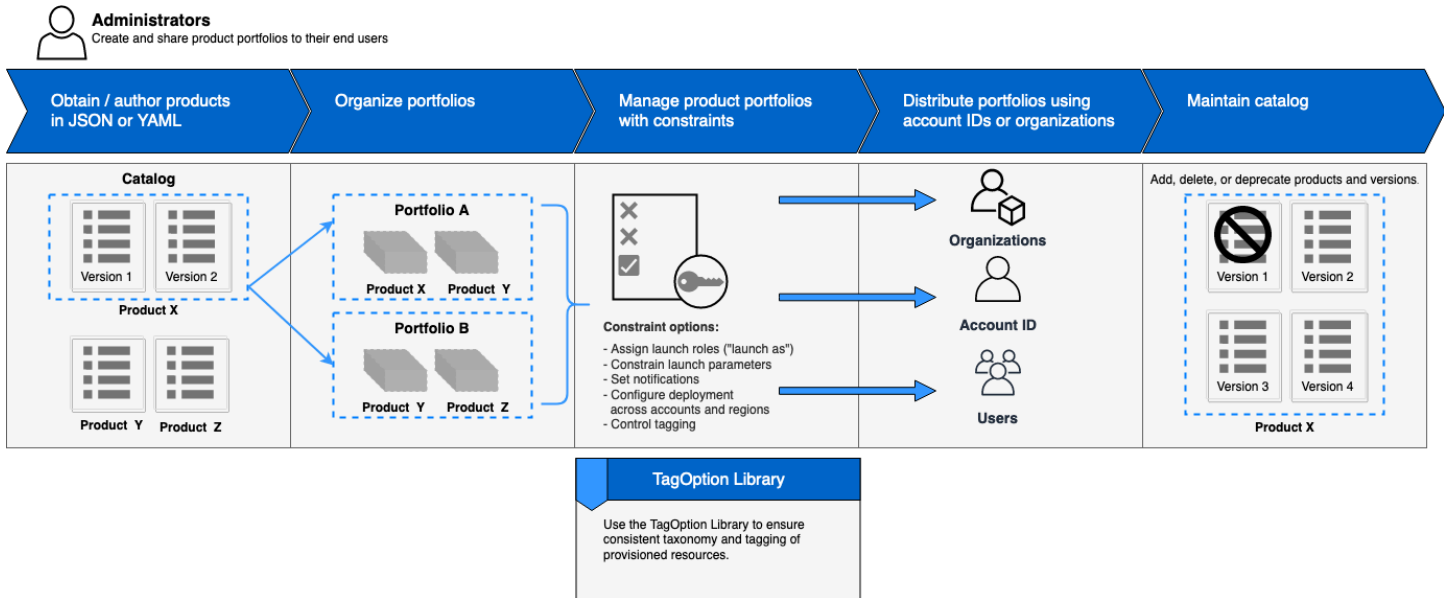 Administrators
Create and share product portfolios to their end users
Obtain / author products
in JSON or YAML
Organize portfolios
Manage product portfolios
with constraints
Distribute portfolios using
account IDs or organizations
Maintain catalog
Catalog
Version 1
Version 2
Product X
Product Y
Product Z
Portfolio A
Product X
Product Y
Portfolio B
Product Y
Product Z
Constraint options:
- Assign launch roles ("launch as")
- Constrain launch parameters
- Set notifications
- Configure deployment
across accounts and regions
- Control tagging
Organizations
Account ID
Users
Add, delete, or deprecate products and versions.
Version 1
Version 2
Version 3
Version 4
Product X
TagOption Library
Use the TagOption Library to ensure
consistent taxonomy and tagging of
provisioned resources.